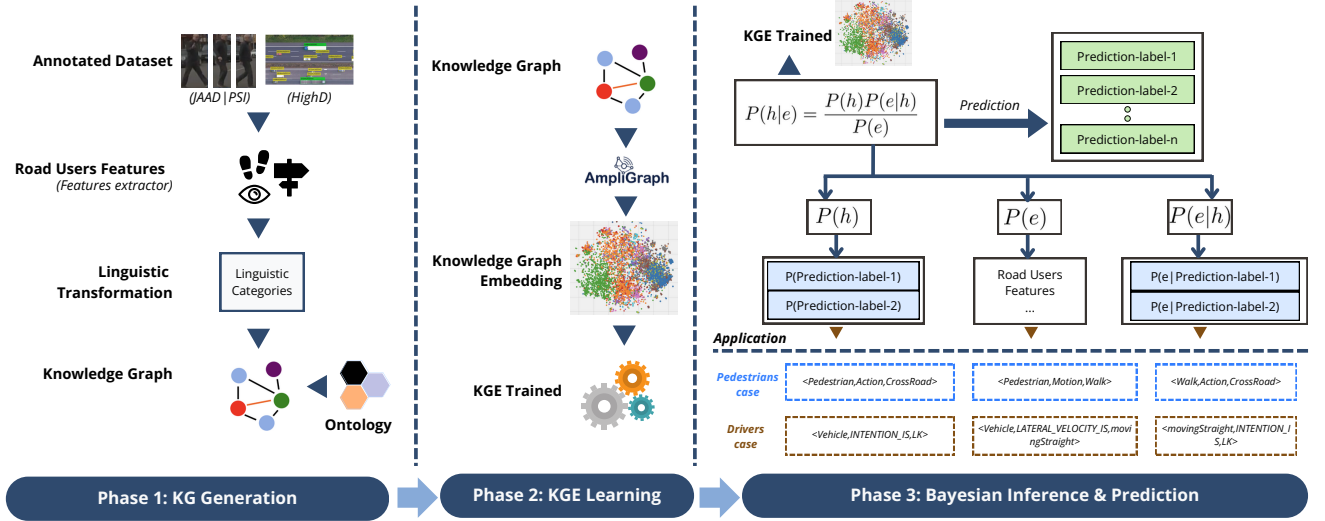 Annotated Dataset
(JAAD|PSI)
(HighD)
Road Users Features
(Features extractor)
Linguistic
Transformation
Linguistic
Categories
Knowledge Graph
Ontology
Phase 1: KG Generation
Knowledge Graph
AmpliGraph
Knowledge Graph
Embedding
KGE Trained
Phase 2: KGE Learning
KGE Trained
P(h|e) = P(h)P(e|h) / P(e)
Prediction
Prediction-label-1
Prediction-label-2
Prediction-label-n
P(h)
P(e)
P(e|h)
P(Prediction-label-1)
P(Prediction-label-2)
Road Users
Features
...
P(e|Prediction-label-1)
P(e|Prediction-label-2)
Application
Pedestrians
case
<Pedestrian,Action,CrossRoad>
<Pedestrian,Motion,Walk>
<Walk,Action,CrossRoad>
Drivers
case
<Vehicle,INTENTION_IS,LK>
<Vehicle,LATERAL_VELOCITY_IS,movi
ngStraight>
<movingStraight,INTENTION_I
S,LK>
Phase 3: Bayesian Inference & Prediction